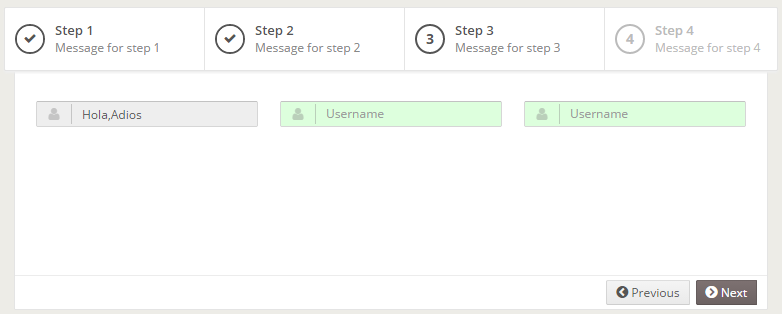 Step 1
Message for step 1
Step 2
Message for step 2
3
Step 3
Message for step 3
4
Step 4
Message for step 4
Hola,Adios
Username
Username
Previous
Next